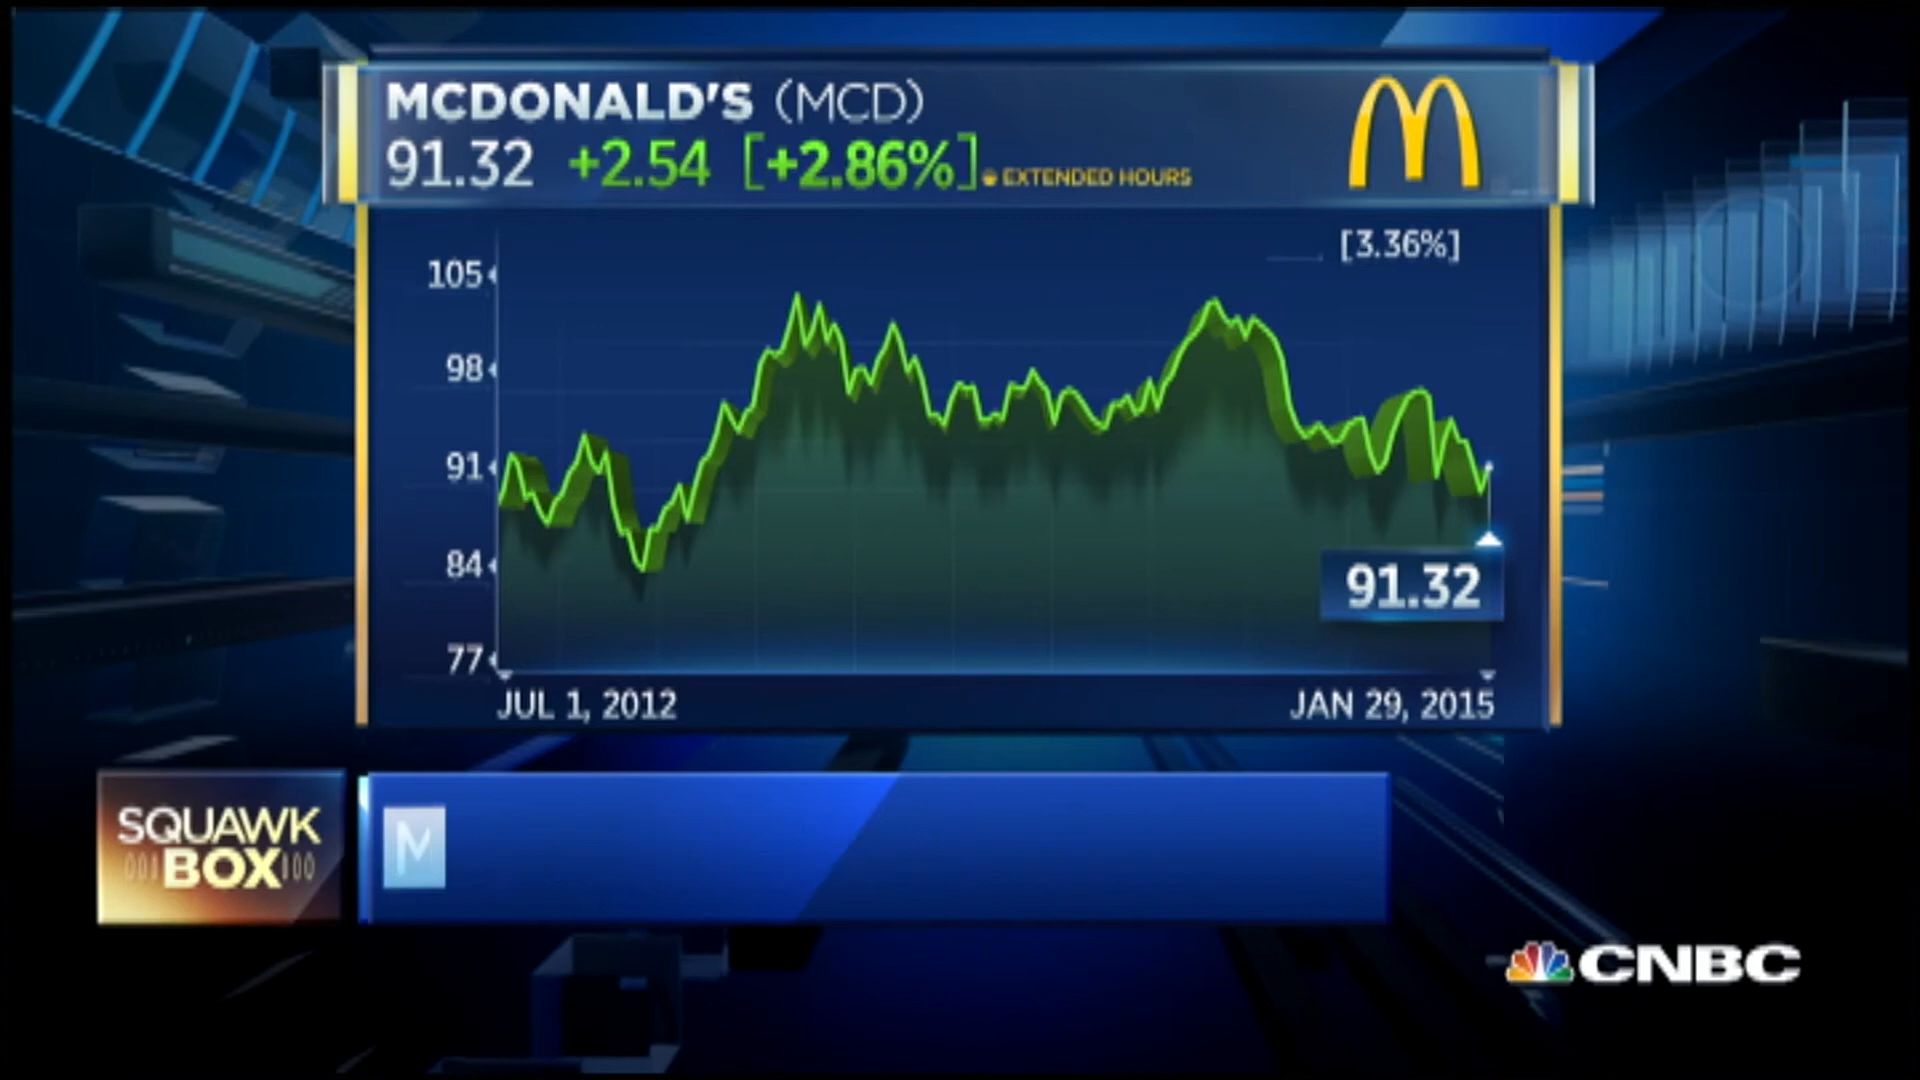 MCDONALD'S (MCD)
91.32 +2.54 [+2.86%] EXTENDED HOURS
[3.36%]
105
98
91
84
77
91.32
JUL 1, 2012 JAN 29, 2015
SQUAWK
BOX
M
CNBC